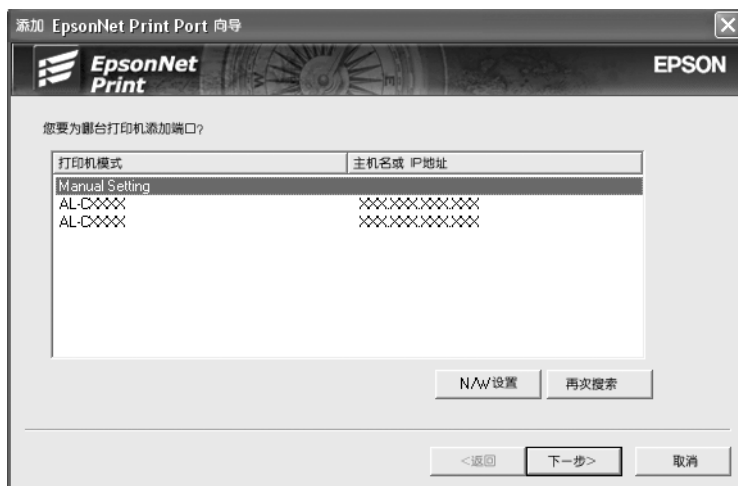 添加 EpsonNet Print Port 向导
EpsonNet
Print
EPSON
您要为哪台打印机添加端口?
打印机模式 主机名或 IP地址
Manual Setting
AL-CXXXX XXX.XXX.XXX.XXX
AL-CXXXX XXX.XXX.XXX.XXX
N/W设置 再次搜索
<返回 下一步> 取消